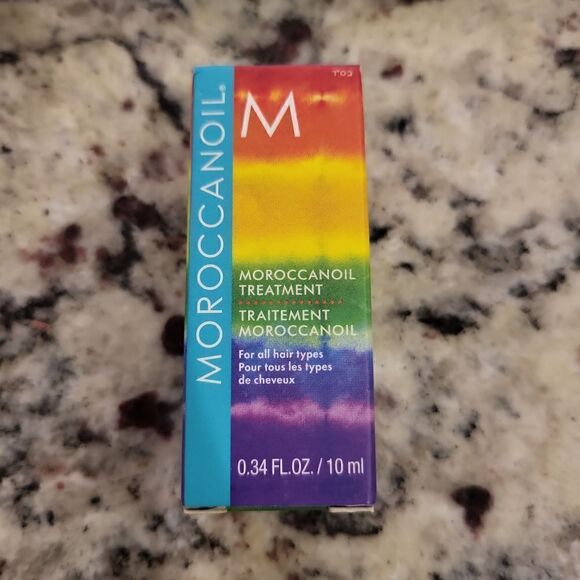 MOROCCANOIL®
M
MOROCCANOIL
TREATMENT
TRAITEMENT
MOROCCANOIL
For all hair types
Pour tous les types
de cheveux
0.34 FL.OZ. / 10 ml